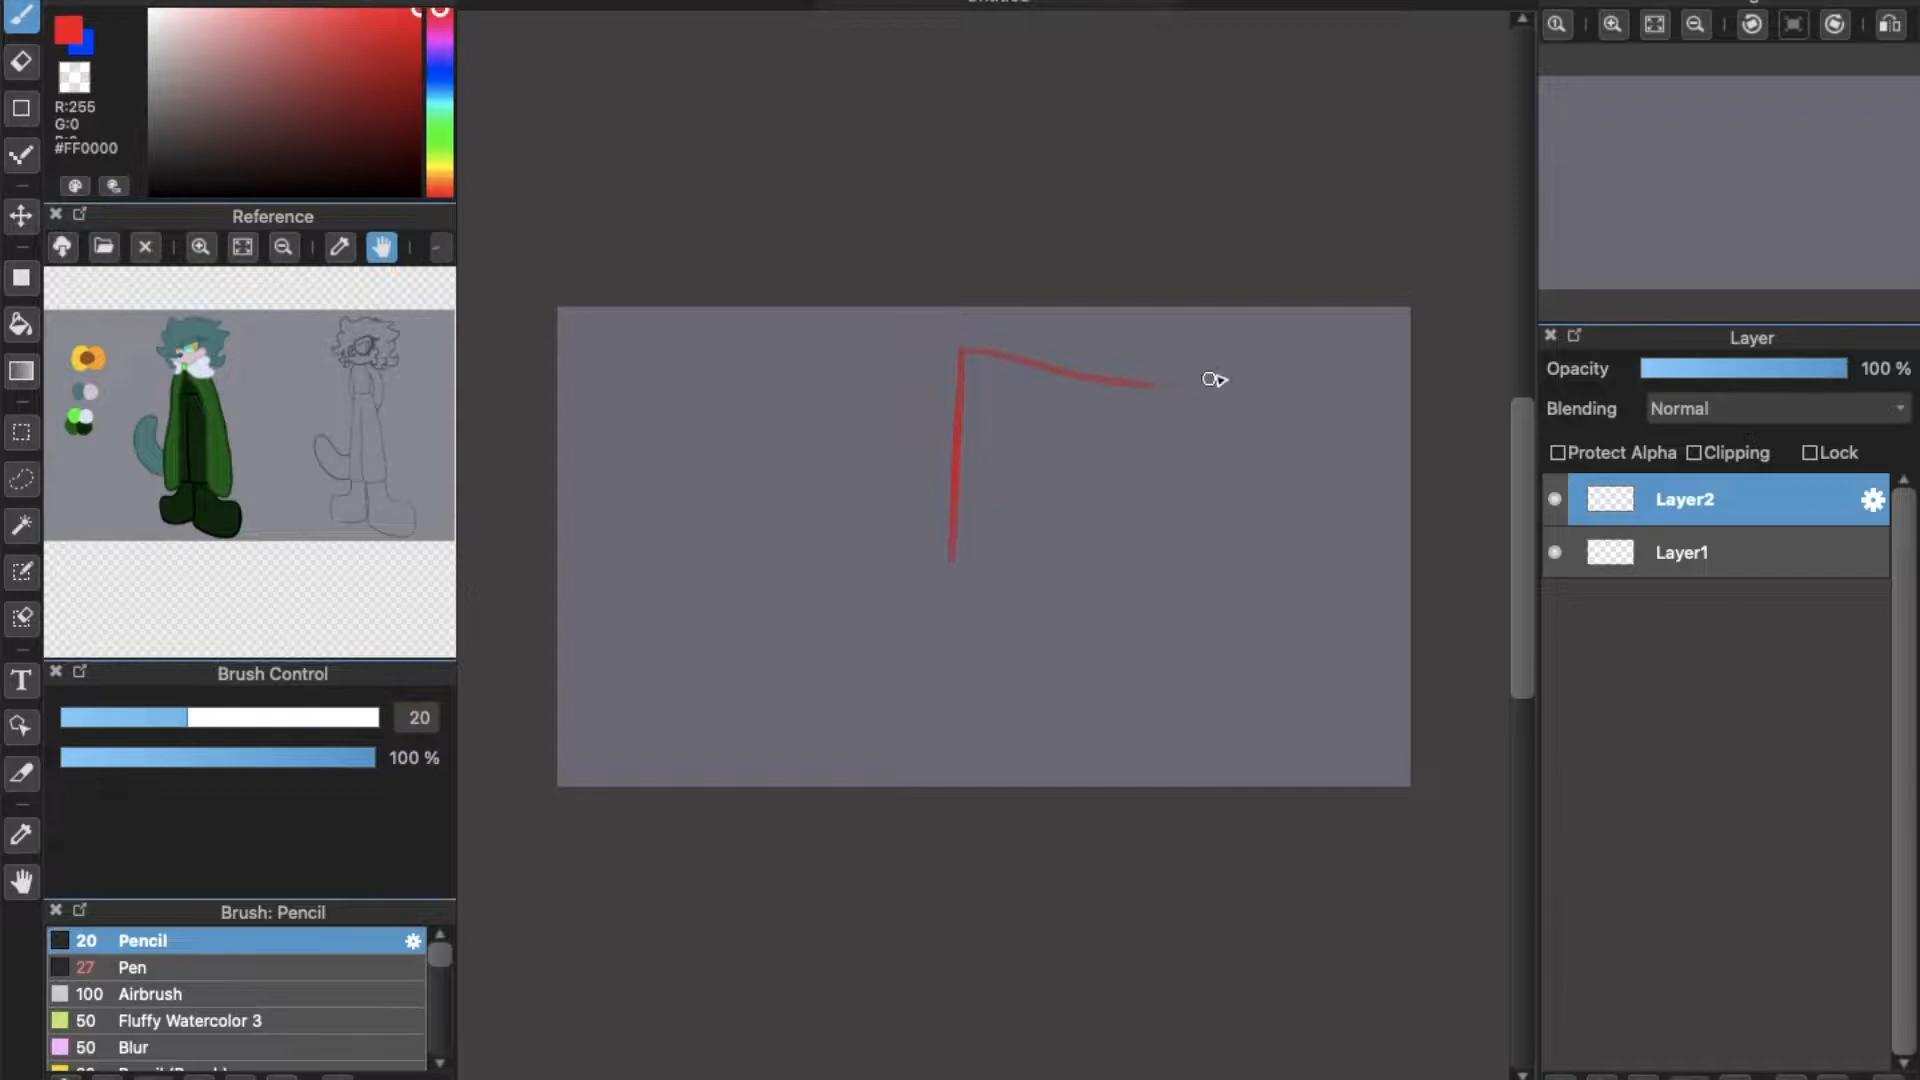 R:255
G:0
#FF0000
Reference
Brush Control
20
100 %
Brush: Pencil
20 Pencil
27 Pen
100 Airbrush
50 Fluffy Watercolor 3
50 Blur
Layer
Opacity 100 %
Blending Normal
Protect Alpha Clipping Lock
Layer2
Layer1